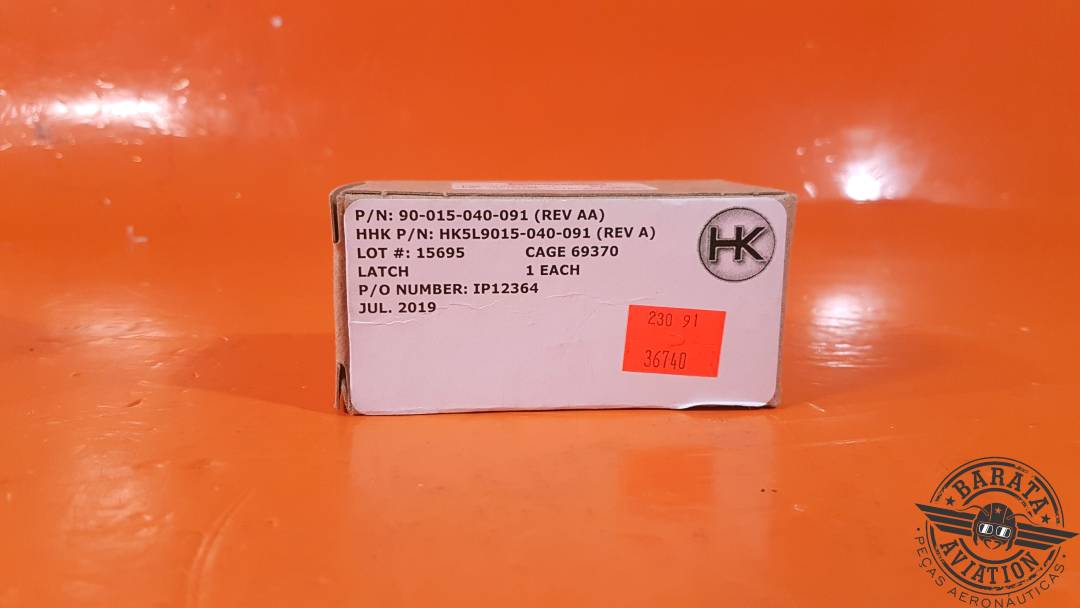 P/N: 90-015-040-091 (REV AA)
HHK P/N: HK5L9015-040-091 (REV A)
LOT #: 15695 CAGE 69370
LATCH 1 EACH
P/O NUMBER: IP12364
JUL. 2019
HK
230 91
36740
BARATA
AVIATION
PEÇAS AERONÁUTICAS